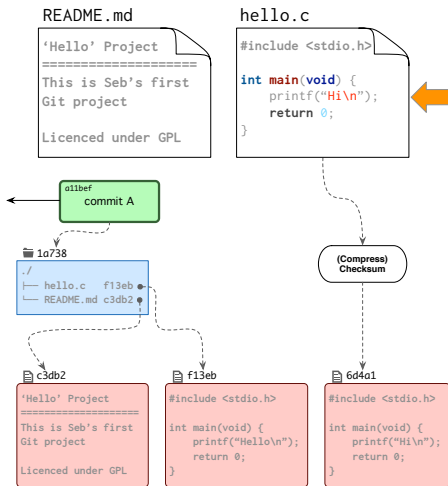 README.md
‘Hello’ Project
=====================
This is Seb’s first
Git project
Licenced under GPL
hello.c
#include <stdio.h>
int main(void) {
printf(“Hi\n”);
return 0;
}
a11bef
commit A
1a738
./
├── hello.c f13eb
└── README.md c3db2
(Compress)
Checksum
c3db2
‘Hello’ Project
====================
This is Seb’s first
Git project
Licenced under GPL
f13eb
#include <stdio.h>
int main(void) {
printf(“Hello\n”);
return 0;
}
6d4a1
#include <stdio.h>
int main(void) {
printf(“Hi\n”);
return 0;
}